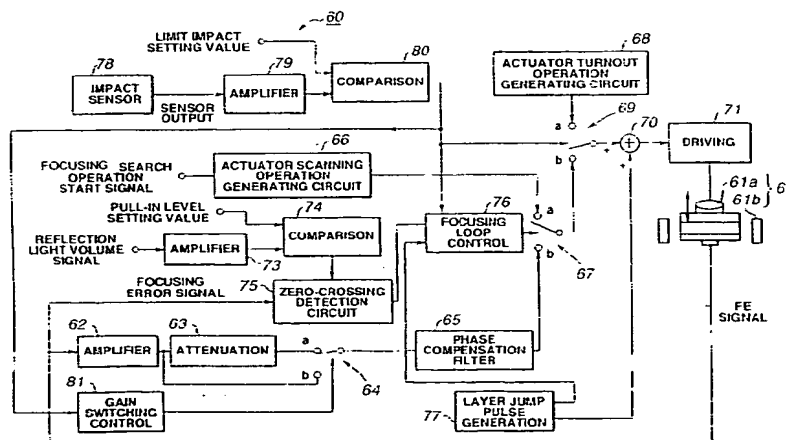 60
LIMIT IMPACT
SETTING VALUE
78
79
80
68
IMPACT
SENSOR
AMPLIFIER
COMPARISON
SENSOR
OUTPUT
ACTUATOR TURNOUT
OPERATION
GENERATING CIRCUIT
69
a
b
70
71
+
+
+
DRIVING
66
FOCUSING SEARCH
OPERATION
START SIGNAL
ACTUATOR SCANNING
OPERATION
GENERATING CIRCUIT
61a
61b
6
PULL-IN LEVEL
SETTING VALUE
74
76
COMPARISON
FOCUSING
LOOP
CONTROL
a
b
67
REFLECTION
LIGHT VOLUME
SIGNAL
AMPLIFIER
73
FOCUSING
ERROR SIGNAL
75
ZERO-CROSSING
DETECTION
CIRCUIT
FE
SIGNAL
62
63
65
AMPLIFIER
ATTENUATION
a
b
64
PHASE
COMPENSATION
FILTER
81
GAIN
SWITCHING
CONTROL
77
LAYER JUMP
PULSE
GENERATION